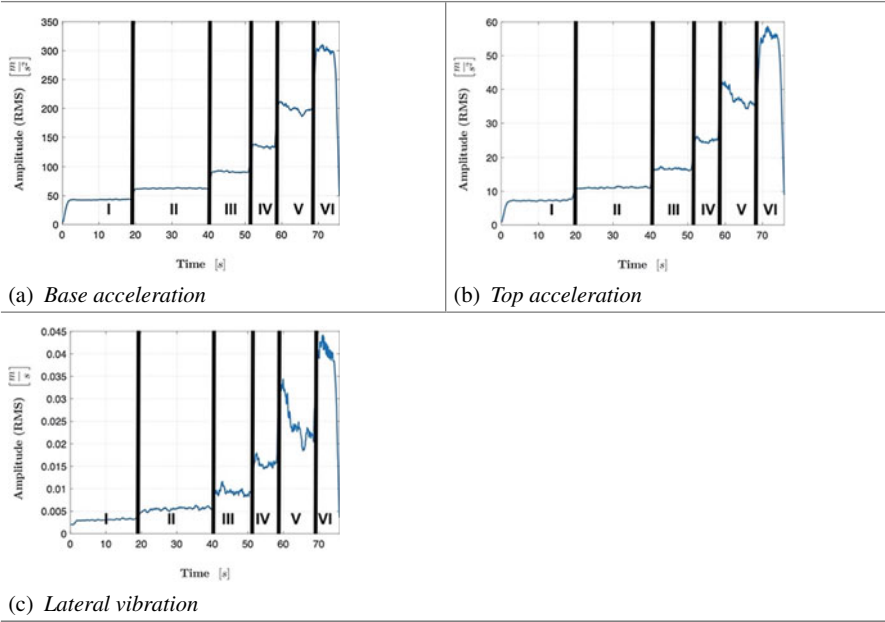 350
300
250
200
150
100
50
0
Amplitude (RMS) [m/s²]
I II III IV V VI
0 10 20 30 40 50 60 70
Time [s]
(a) Base acceleration
60
50
40
30
20
10
0
Amplitude (RMS) [m/s²]
I II III IV V VI
0 10 20 30 40 50 60 70
Time [s]
(b) Top acceleration
0.045
0.04
0.035
0.03
0.025
0.02
0.015
0.01
0.005
0
Amplitude (RMS) [m/s]
I II III IV V VI
0 10 20 30 40 50 60 70
Time [s]
(c) Lateral vibration